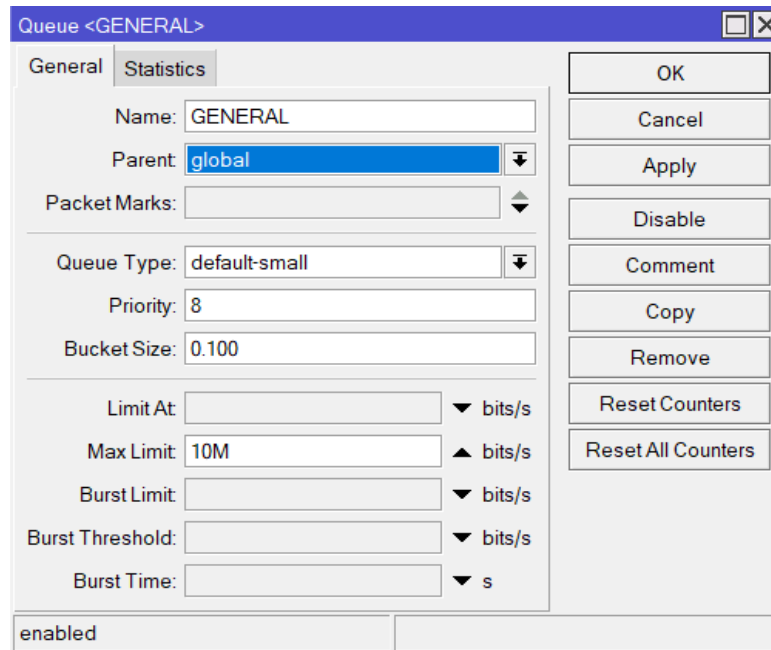 Queue <GENERAL>
General Statistics
Name: GENERAL
Parent: global
Packet Marks:
Queue Type: default-small
Priority: 8
Bucket Size: 0.100
Limit At: bits/s
Max Limit: 10M bits/s
Burst Limit: bits/s
Burst Threshold: bits/s
Burst Time: s
OK
Cancel
Apply
Disable
Comment
Copy
Remove
Reset Counters
Reset All Counters
enabled